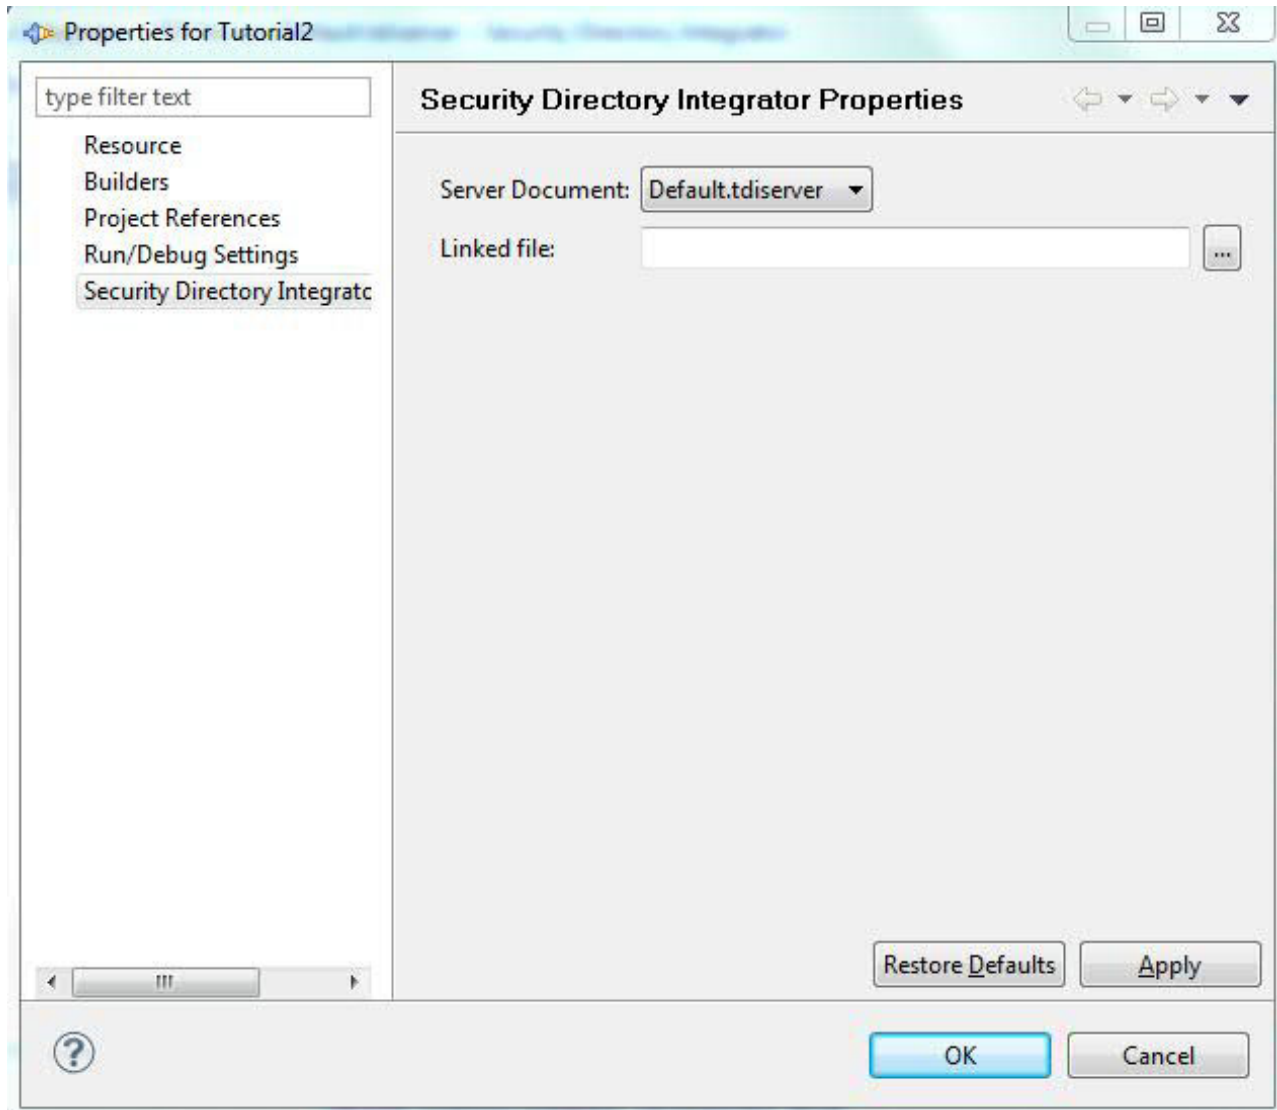 Properties for Tutorial2
type filter text
Resource
Builders
Project References
Run/Debug Settings
Security Directory Integratc
Security Directory Integrator Properties
Server Document: Default.tdiserver
Linked file: ...
Restore Defaults Apply
? OK Cancel